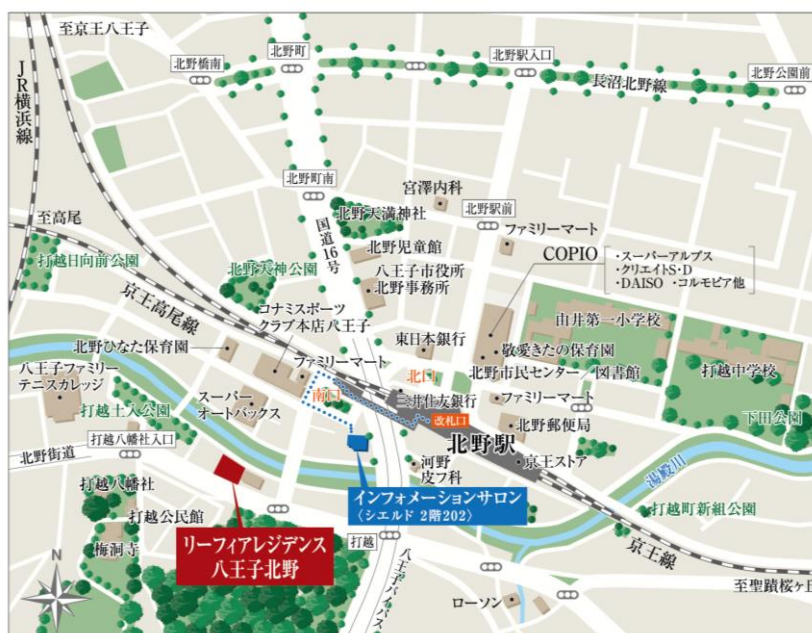 至京王八王子
北野町
北野橋南
北野駅入口
北野公園前
長沼北野線
JR横浜線
北野町南
宮澤内科
北野天満神社
北野駅前
至高尾
国道16号
ファミリーマート
北野児童館
COPIO
・スーパーアルプス
・クリエイトS・D
・DAISO ・コルモピア他
打越日向前公園
北野天神公園
八王子市役所
北野事務所
京王高尾線
コナミスポーツ
クラブ本店八王子
由井第一小学校
東日本銀行
北野ひなた保育園
敬愛きたの保育園
ファミリーマート
北口
北野市民センター 図書館
打越中学校
八王子ファミリー
テニスカレッジ
南口
三井住友銀行
ファミリーマート
スーパー
オートバックス
改札口
北野郵便局
下田公園
打越土入公園
北野駅
打越八幡社入口
京王ストア
湯殿川
北野街道
河野
皮フ科
打越八幡社
インフォメーションサロン
〈シエルド 2階202〉
打越町新組公園
打越公民館
リーフィアレジデンス
八王子北野
打越
京王線
梅洞寺
八王子バイパス
N
至聖蹟桜ヶ丘
ローソン